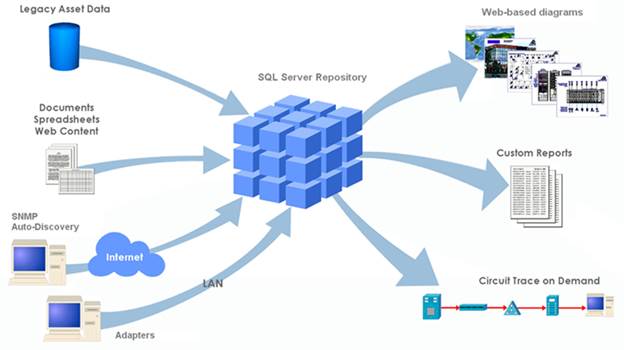 Legacy Asset Data
Web-based diagrams
SQL Server Repository
Documents
Spreadsheets
Web Content
Custom Reports
SNMP
Auto-Discovery
Internet
LAN
Circuit Trace on Demand
Adapters